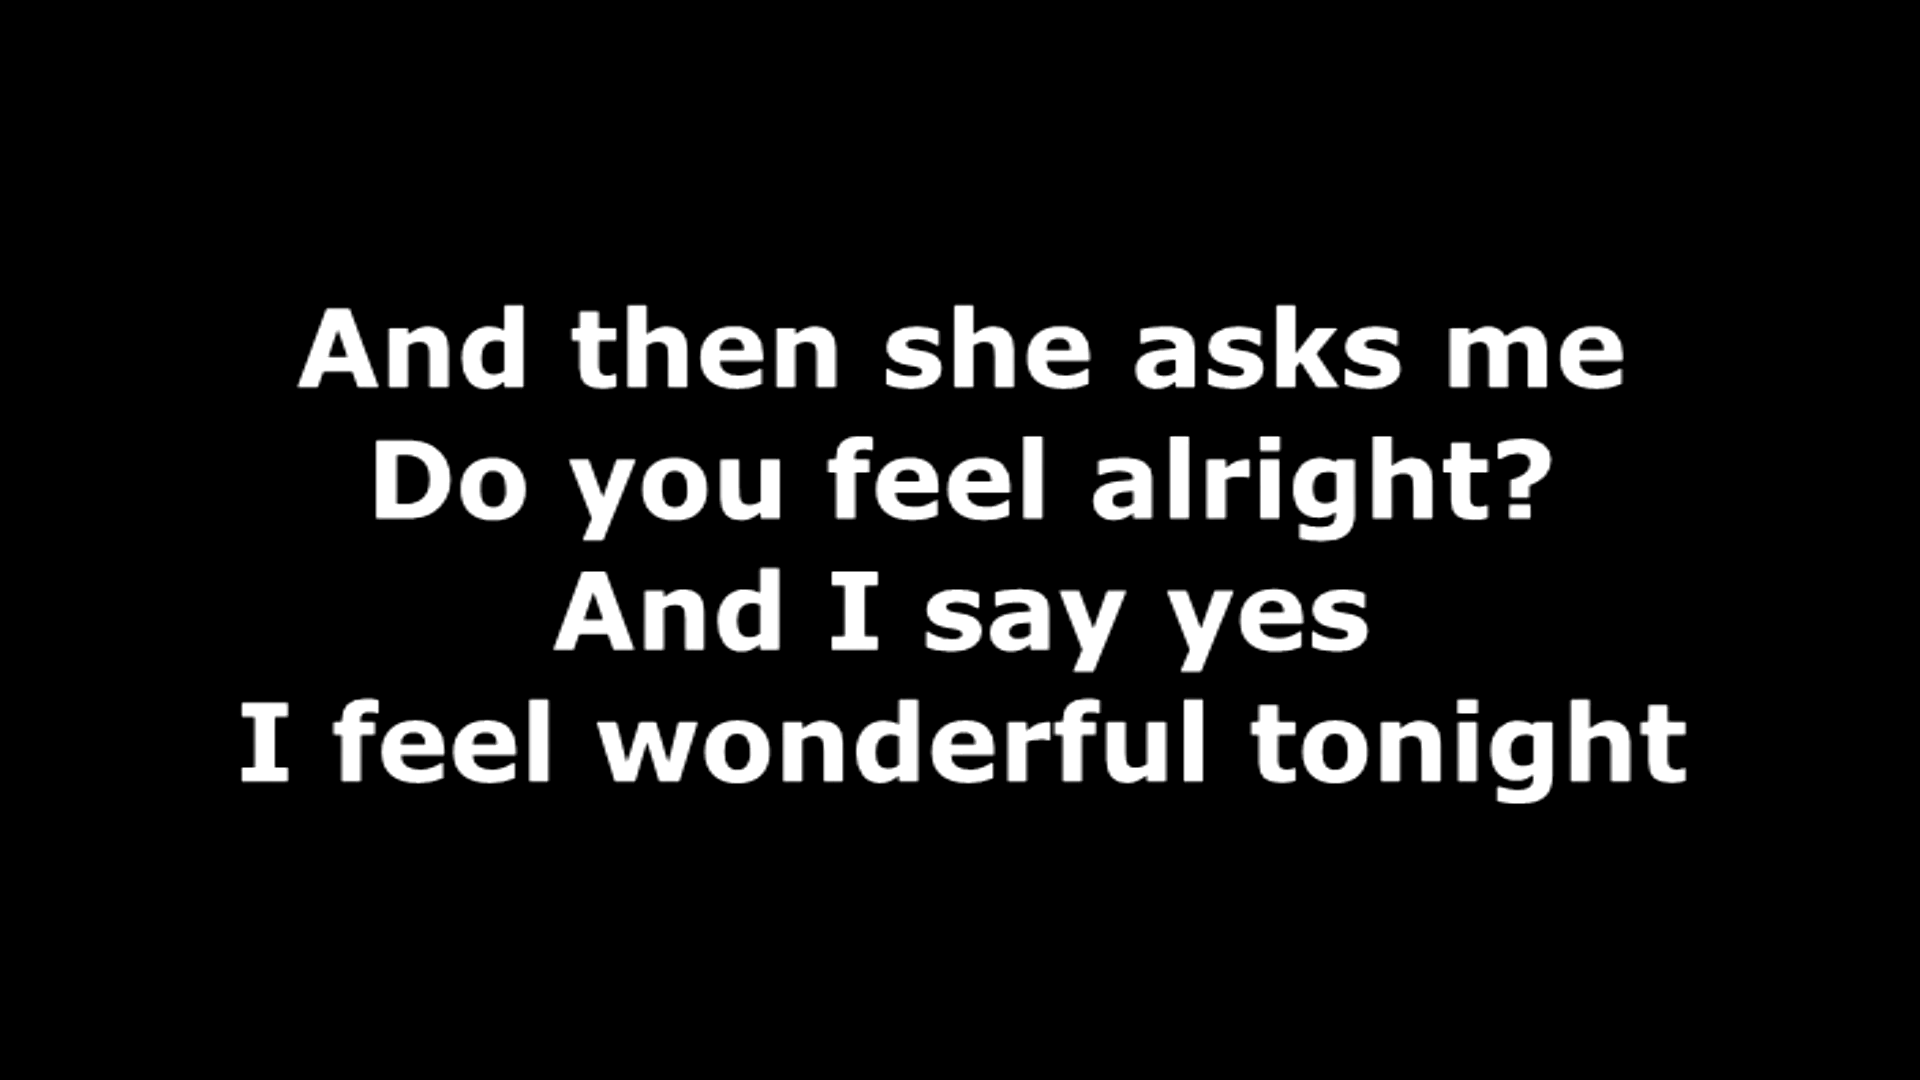 And then she asks me
Do you feel alright?
And I say yes
I feel wonderful tonight